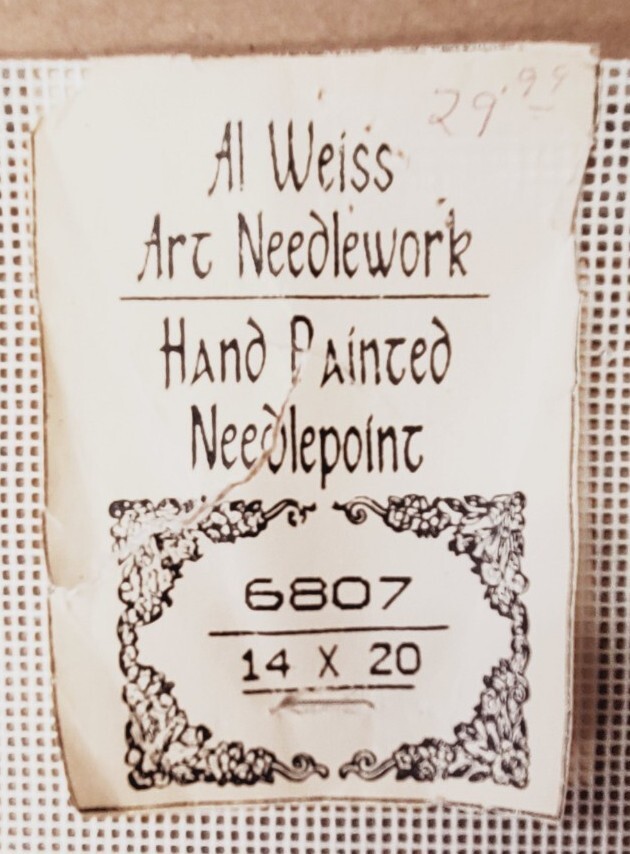 29.99
Al Weiss
Art Needlework
Hand Painted
Needlepoint
6807
14 X 20